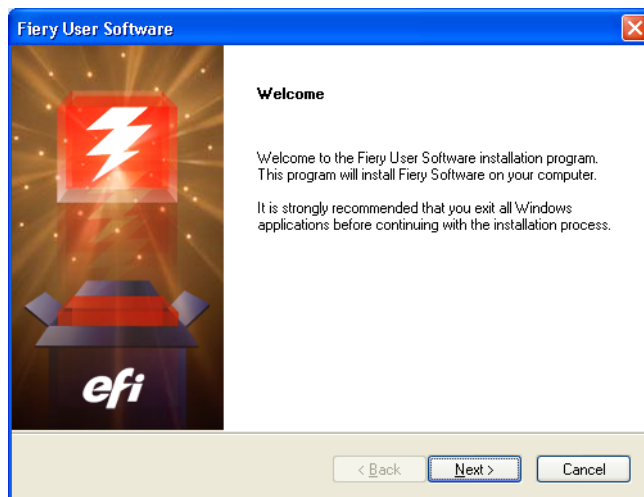 Fiery User Software
Welcome
Welcome to the Fiery User Software installation program.
This program will install Fiery Software on your computer.
It is strongly recommended that you exit all Windows
applications before continuing with the installation process.
efi
< Back Next > Cancel